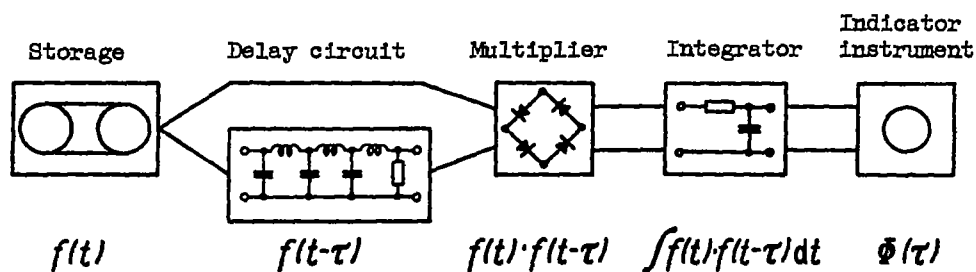 Storage
Delay circuit
Multiplier
Integrator
Indicator
instrument
f(t)
f(t-τ)
f(t)·f(t-τ)
∫f(t)·f(t-τ)dt
Φ(τ)